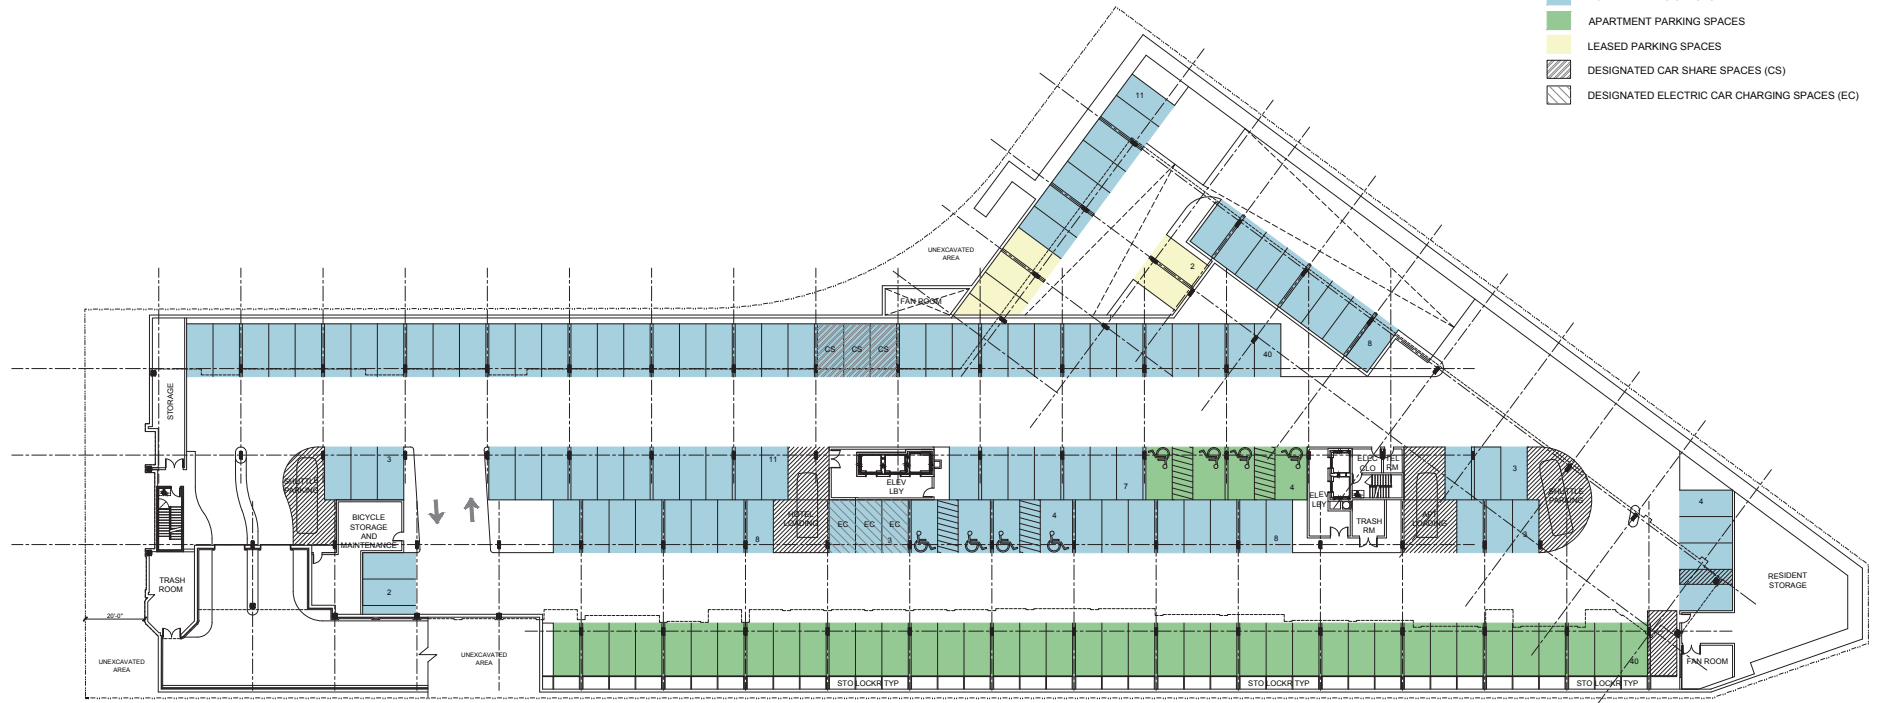 APARTMENT PARKING SPACES
LEASED PARKING SPACES
DESIGNATED CAR SHARE SPACES (CS)
DESIGNATED ELECTRIC CAR CHARGING SPACES (EC)
11
UNEXCAVATED
AREA
2
FAN ROOM
8
CS CS CS
40
STORAGE
3
11
7
4
3
SHUTTLE
PARKING
ELEV
LBY
ELEC
CLO
TEL
RM
ELEV
LBY
SHUTTLE
PARKING
BICYCLE
STORAGE
AND
MAINTENANCE
HOTEL
LOADING
EC EC EC
3
4
8
8
TRASH
RM
APT
LOADING
3
4
TRASH
ROOM
2
RESIDENT
STORAGE
20'-0"
UNEXCAVATED
AREA
UNEXCAVATED
AREA
40
FAN ROOM
STO LOCKR TYP
STO LOCKR TYP
STO LOCKR TYP